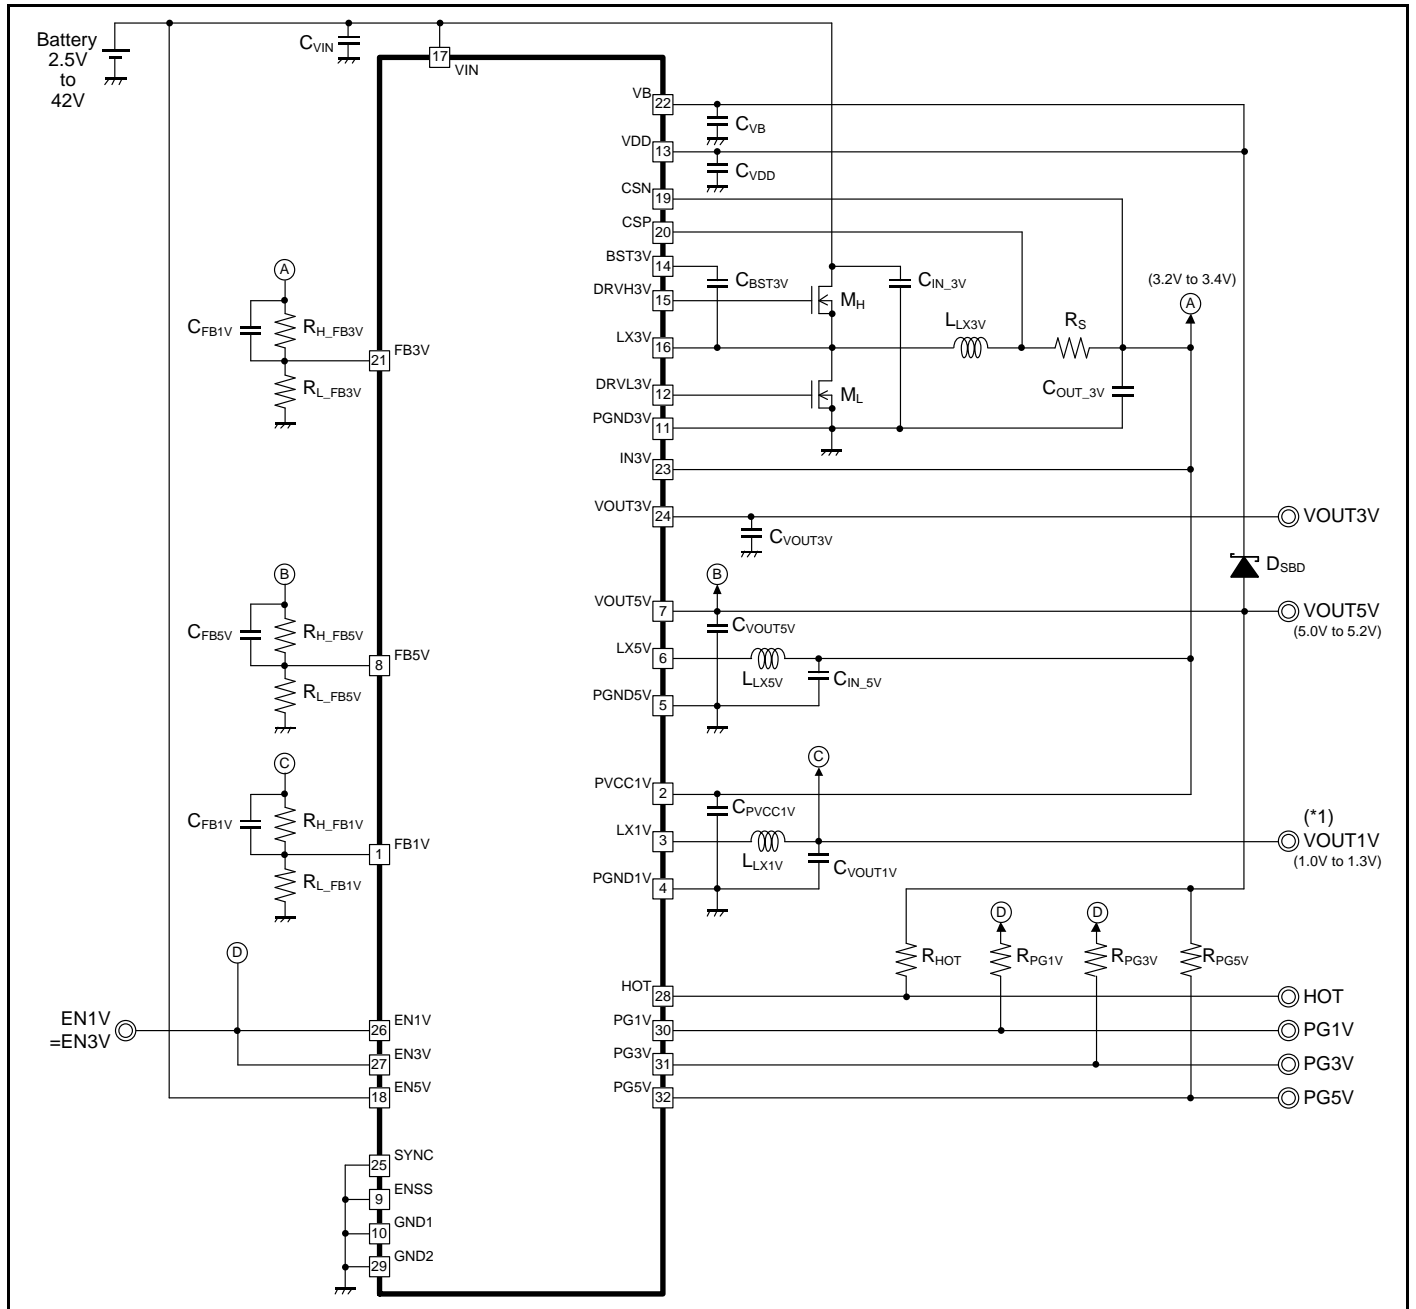 Battery
2.5V
to
42V
CVIN
17
VIN
VB
22
CVB
VDD
13
CVDD
CSN
19
CSP
20
BST3V
14
CBST3V
CIN_3V
DRVH3V
15
MH
(3.2V to 3.4V)
A
LX3V
16
LLX3V
RS
DRVL3V
12
ML
COUT_3V
PGND3V
11
IN3V
23
VOUT3V
24
CVOUT3V
VOUT3V
DSBD
B
VOUT5V
7
CVOUT5V
VOUT5V
(5.0V to 5.2V)
LX5V
6
LLX5V
CIN_5V
PGND5V
5
C
PVCC1V
2
CPVCC1V
LX1V
3
LLX1V
CVOUT1V
(*1)
VOUT1V
(1.0V to 1.3V)
PGND1V
4
D
D
RHOT
RPG1V
RPG3V
RPG5V
HOT
28
HOT
PG1V
30
PG1V
PG3V
31
PG3V
PG5V
32
PG5V
A
CFB1V
RH_FB3V
21
FB3V
RL_FB3V
B
CFB5V
RH_FB5V
8
FB5V
RL_FB5V
C
CFB1V
RH_FB1V
1
FB1V
RL_FB1V
D
EN1V
=EN3V
26
EN1V
27
EN3V
18
EN5V
25
SYNC
9
ENSS
10
GND1
29
GND2